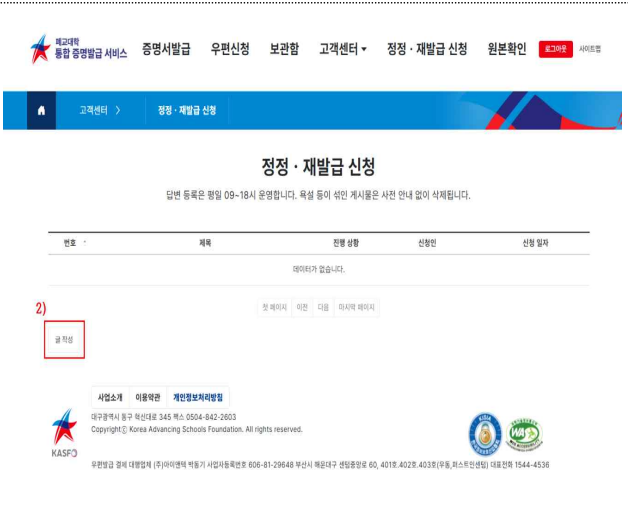 폐교대학
통합 증명발급 서비스
증명서발급 우편신청 보관함 고객센터 ▾ 정정 · 재발급 신청 원본확인 로그아웃 사이트맵
고객센터 〉 정정 · 재발급 신청
정정 · 재발급 신청
답변 등록은 평일 09~18시 운영합니다. 욕설 등이 섞인 게시물은 사전 안내 없이 삭제됩니다.
번호 제목 진행 상황 신청인 신청 일자
데이터가 없습니다.
첫 페이지 이전 다음 마지막 페이지
2)
글 작성
사업소개 이용약관 개인정보처리방침
대구광역시 동구 혁신대로 345 팩스 0504-842-2603
Copyright ⓒ Korea Advancing Schools Foundation. All rights reserved.
KASFO
WA
우편발급 결제 대행업체 (주)아이앤텍 박동기 사업자등록번호 606-81-29648 부산시 해운대구 센텀중앙로 60, 401호.402호.403호(우동,퍼스트인센텀) 대표전화 1544-4536